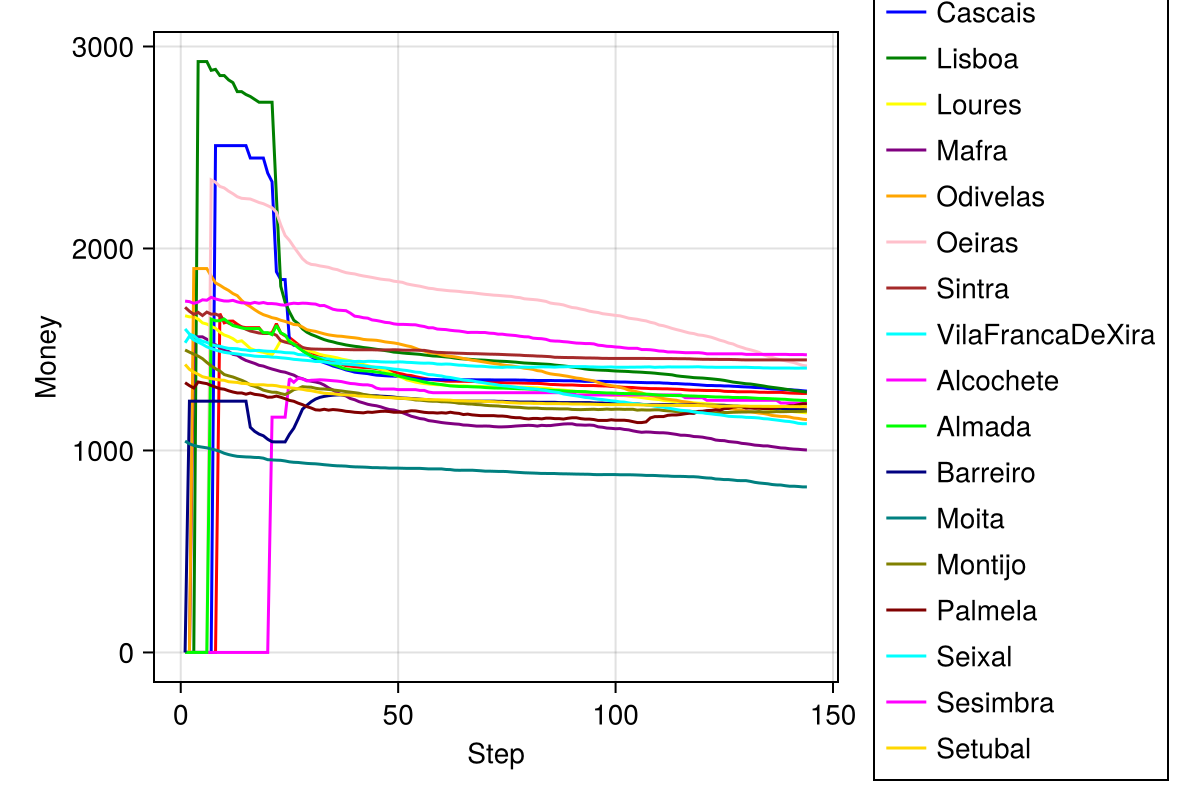 3000
2000
1000
0
Money
0 50 100 150
Step
Cascais
Lisboa
Loures
Mafra
Odivelas
Oeiras
Sintra
VilaFrancaDeXira
Alcochete
Almada
Barreiro
Moita
Montijo
Palmela
Seixal
Sesimbra
Setubal